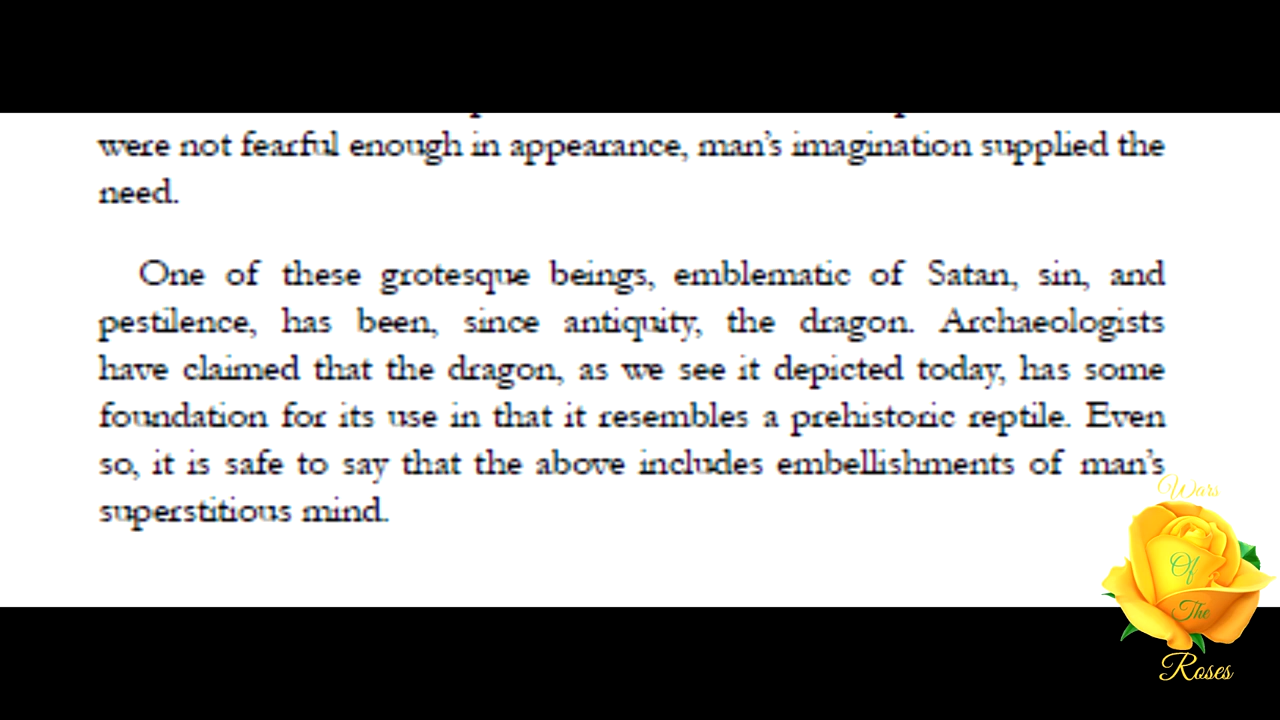 were not fearful enough in appearance, man's imagination supplied the
need.
One of these grotesque beings, emblematic of Satan, sin, and
pestilence, has been, since antiquity, the dragon. Archaeologists
have claimed that the dragon, as we see it depicted today, has some
foundation for its use in that it resembles a prehistoric reptile. Even
so, it is safe to say that the above includes embellishments of man's
superstitious mind.
Wars
Of
The
Roses